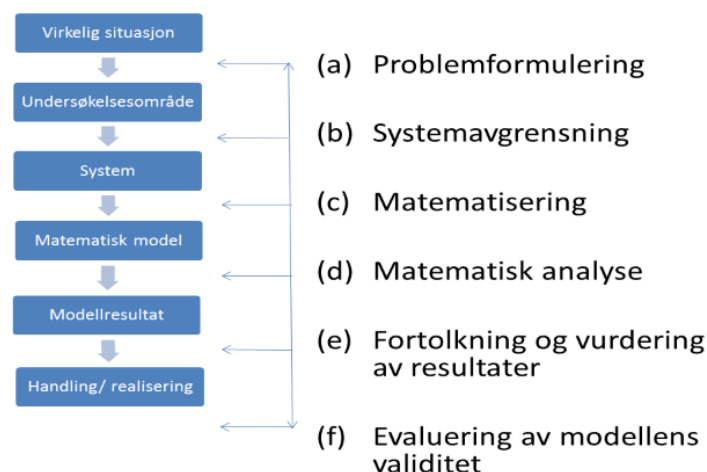 Virkelig situasjon
Undersøkelsesområde
System
Matematisk model
Modellresultat
Handling/ realisering
(a) Problemformulering
(b) Systemavgrensning
(c) Matematisering
(d) Matematisk analyse
(e) Fortolkning og vurdering
av resultater
(f) Evaluering av modellens
validitet